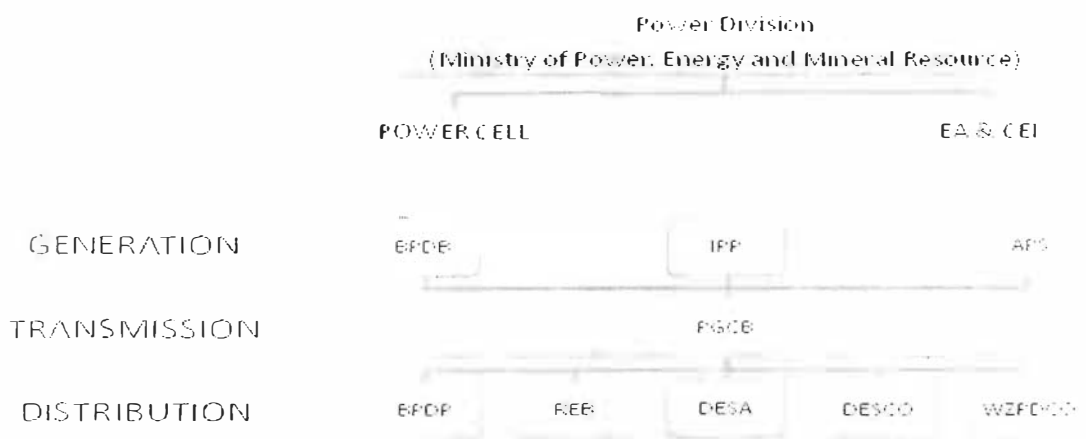 Power Division
(Ministry of Power, Energy and Mineral Resource)
POWER CELL EA & CEI
GENERATION BPDB IPP APS
TRANSMISSION PGCB
DISTRIBUTION BPDP REB DESA DESCO WZPDCO